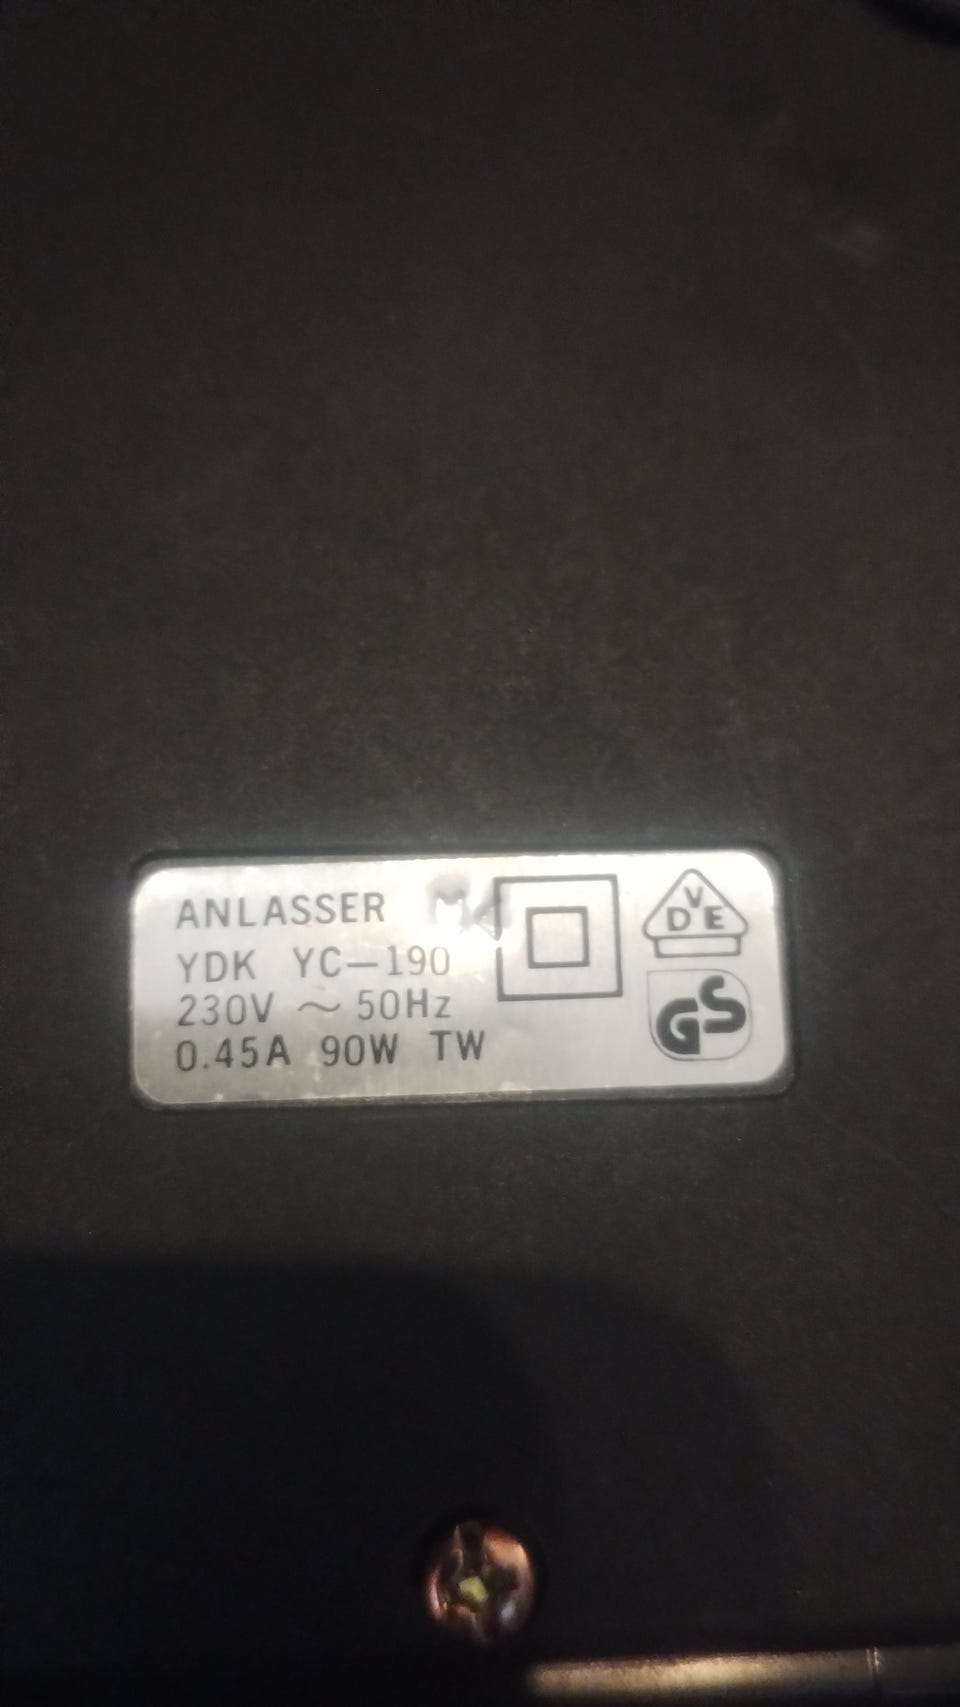 ANLASSER
YDK YC-190
230V ~ 50Hz
0.45A 90W TW
VDE
GS